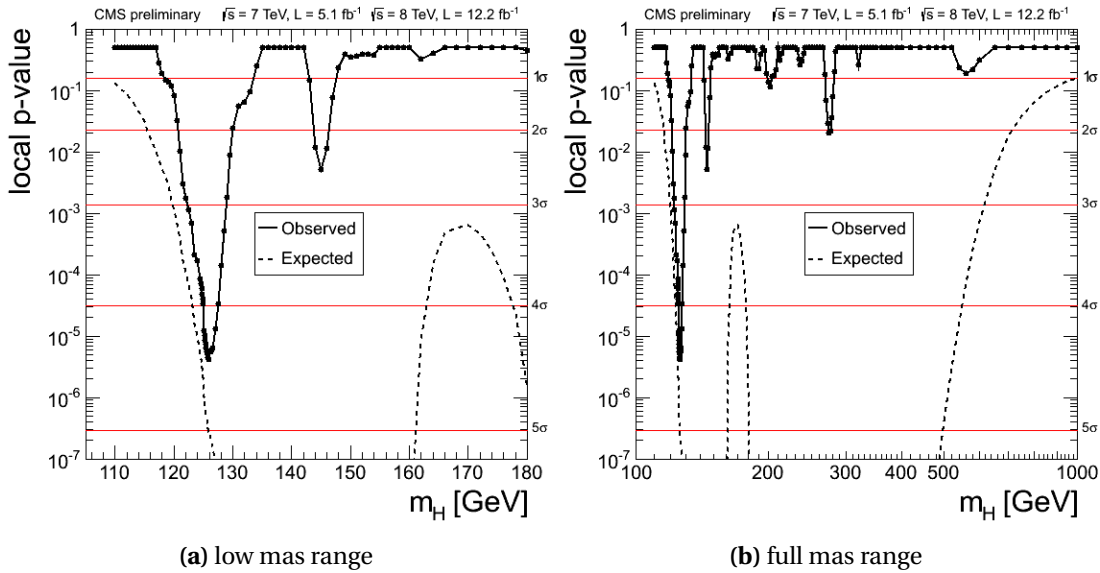 CMS preliminary √s = 7 TeV, L = 5.1 fb⁻¹ √s = 8 TeV, L = 12.2 fb⁻¹
local p-value
1
10⁻¹
10⁻²
10⁻³
10⁻⁴
10⁻⁵
10⁻⁶
10⁻⁷
1σ
2σ
3σ
4σ
5σ
Observed
Expected
110 120 130 140 150 160 170 180
m_H [GeV]
(a) low mas range
CMS preliminary √s = 7 TeV, L = 5.1 fb⁻¹ √s = 8 TeV, L = 12.2 fb⁻¹
local p-value
1
10⁻¹
10⁻²
10⁻³
10⁻⁴
10⁻⁵
10⁻⁶
10⁻⁷
1σ
2σ
3σ
4σ
5σ
Observed
Expected
100 200 300 400 500 1000
m_H [GeV]
(b) full mas range